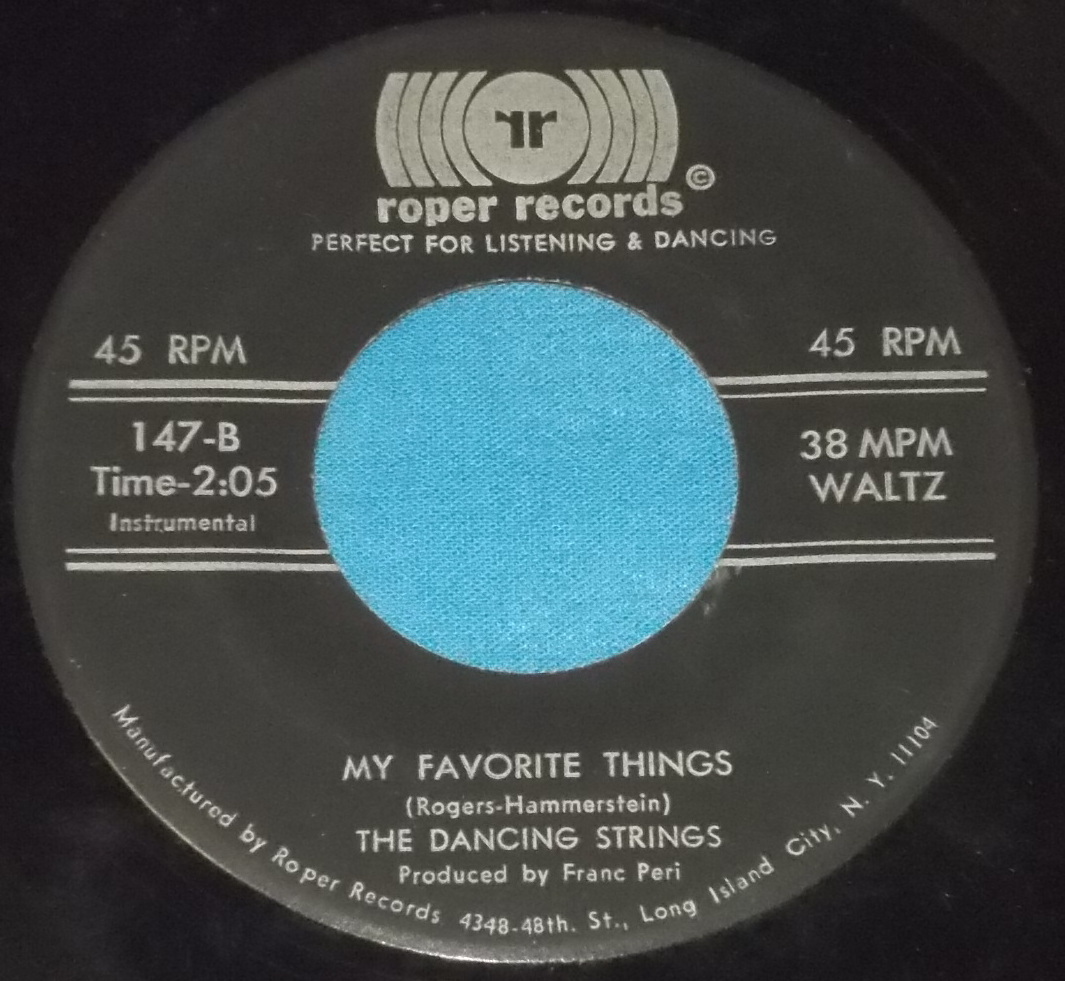 rr
©
roper records
PERFECT FOR LISTENING & DANCING
45 RPM
45 RPM
147-B
Time-2:05
Instrumental
38 MPM
WALTZ
MY FAVORITE THINGS
(Rogers-Hammerstein)
THE DANCING STRINGS
Produced by Franc Peri
Manufactured by Roper Records 4348-48th. St., Long Island City, N. Y. 11104